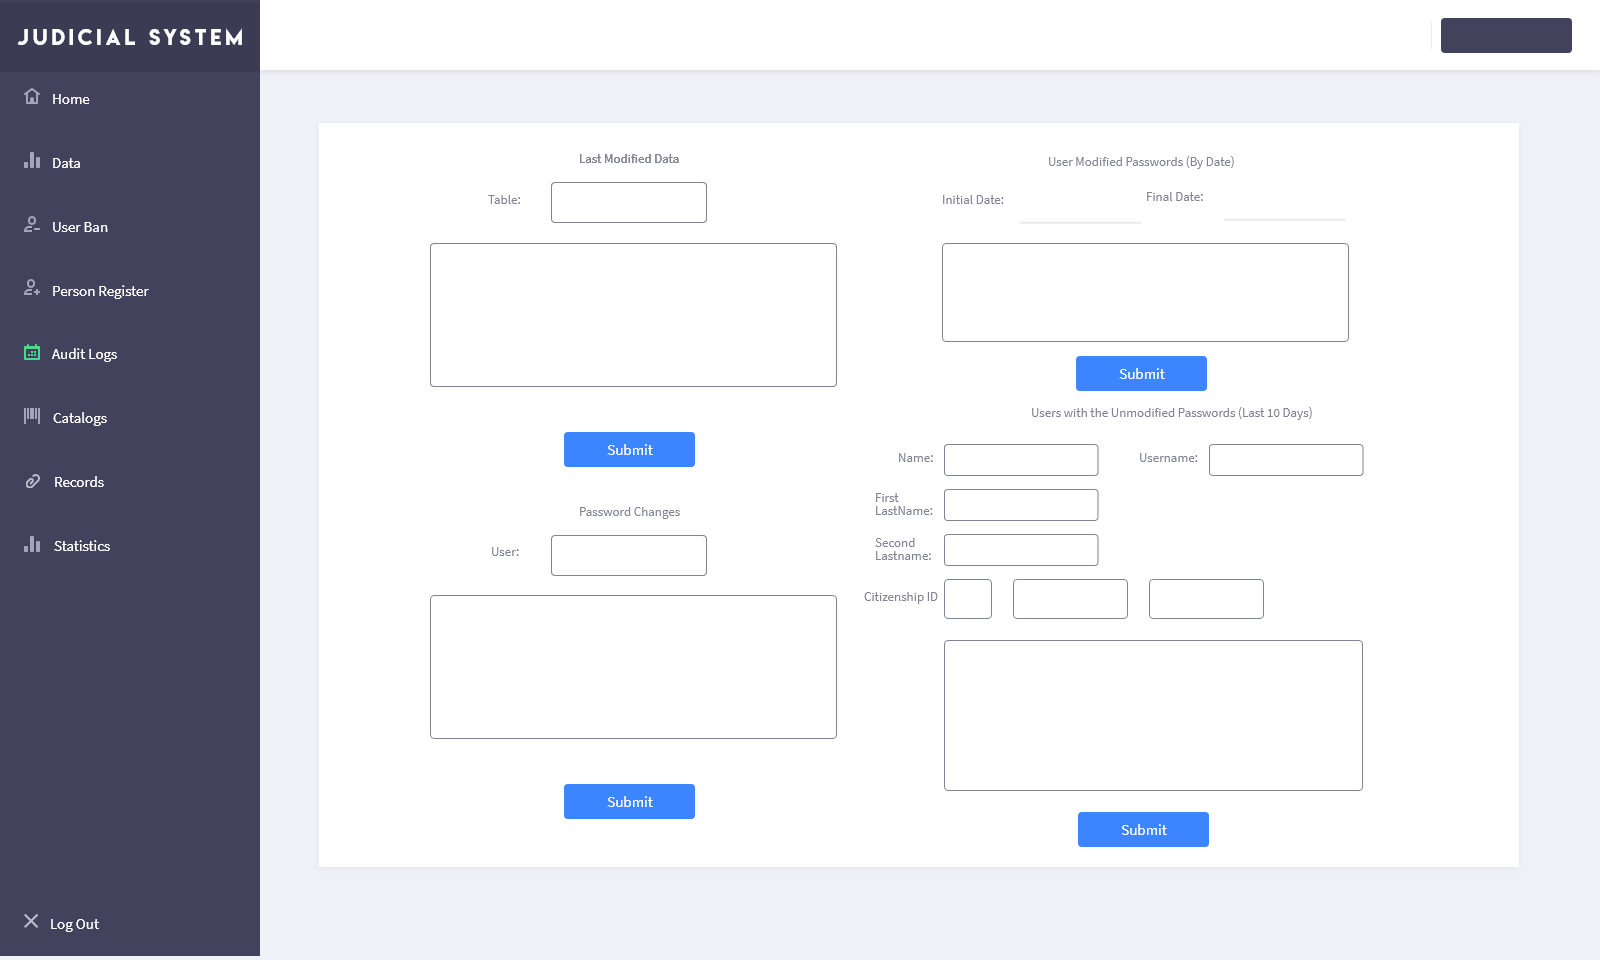 JUDICIAL SYSTEM
Home
Data
User Ban
Person Register
Audit Logs
Catalogs
Records
Statistics
Log Out
Last Modified Data
Table:
Submit
Password Changes
User:
Submit
User Modified Passwords (By Date)
Initial Date:
Final Date:
Submit
Users with the Unmodified Passwords (Last 10 Days)
Name:
Username:
First
LastName:
Second
Lastname:
Citizenship ID
Submit